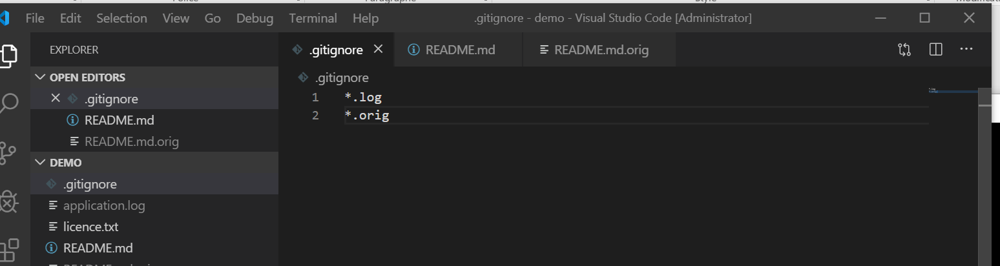 File Edit Selection View Go Debug Terminal Help .gitignore - demo - Visual Studio Code [Administrator]
EXPLORER
.gitignore README.md README.md.orig
OPEN EDITORS
.gitignore
README.md
README.md.orig
DEMO
.gitignore
application.log
licence.txt
README.md
.gitignore
1 *.log
2 *.orig